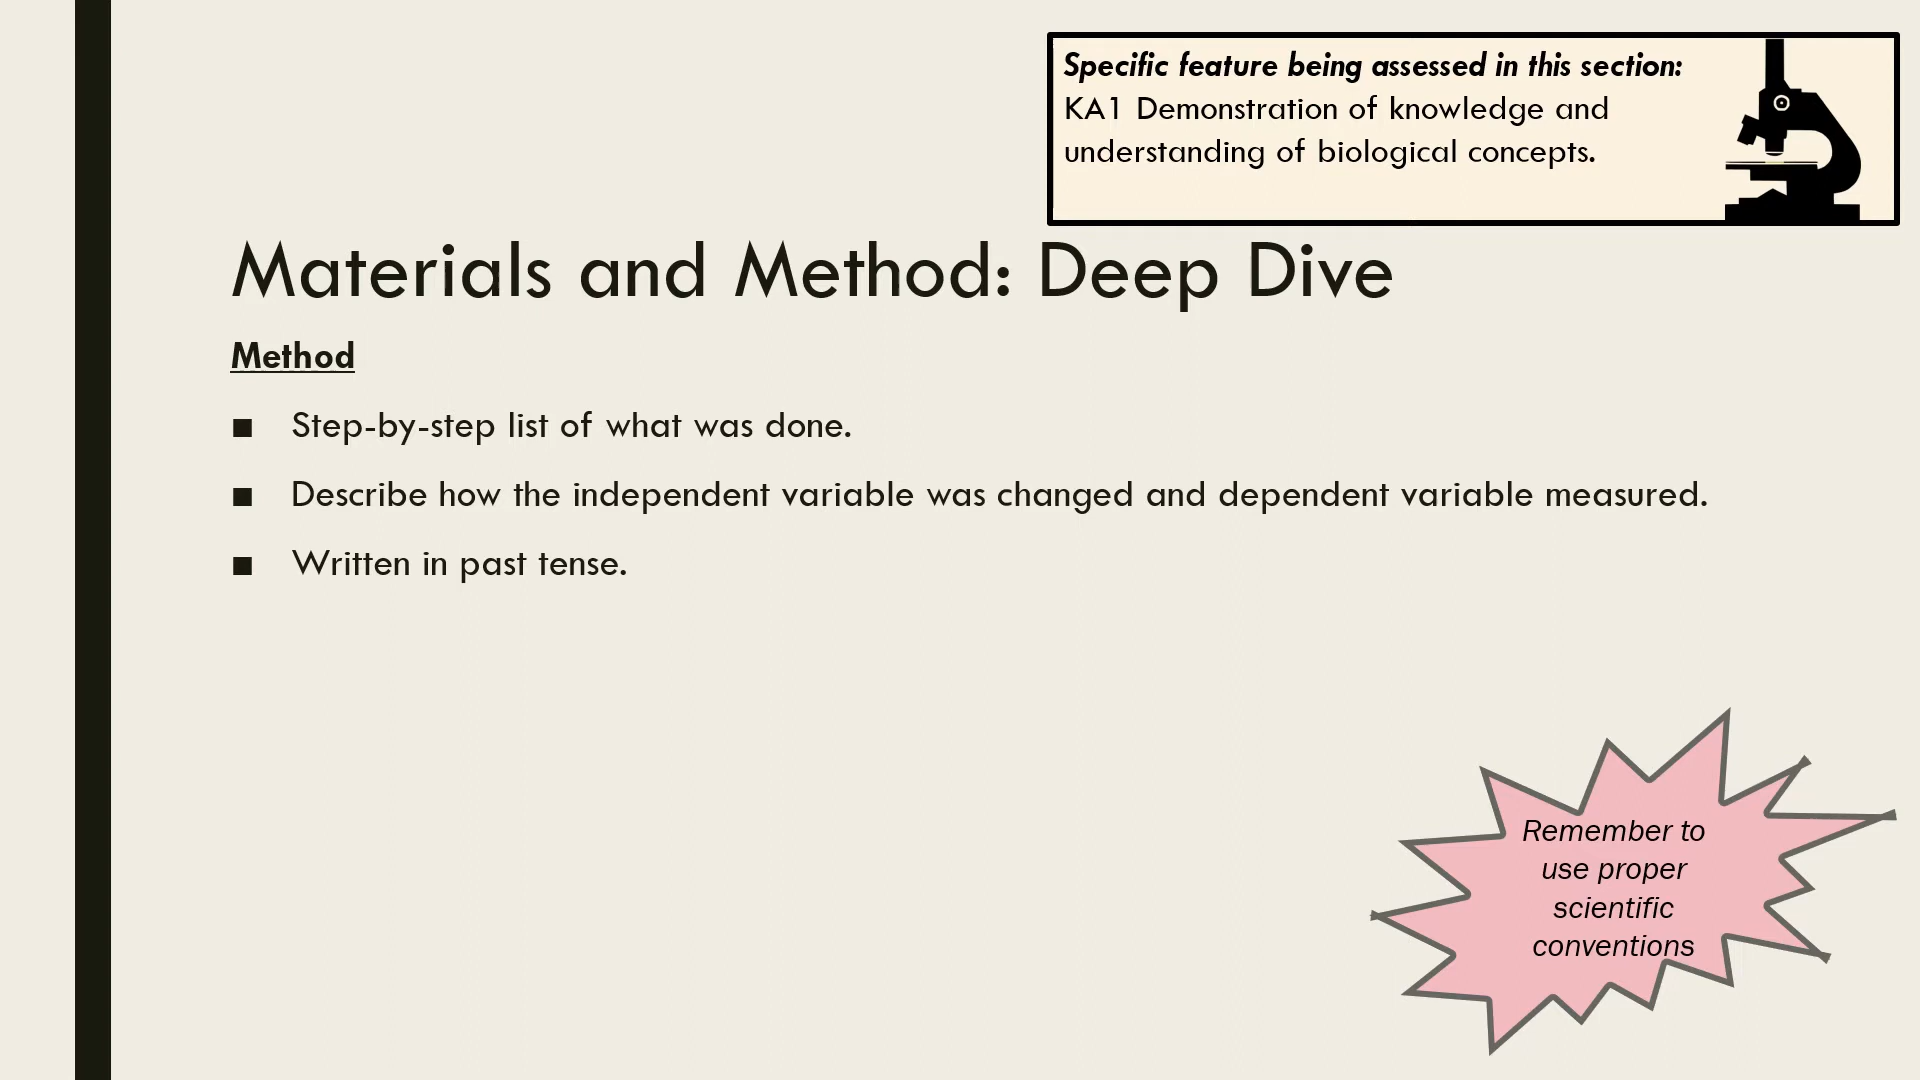 Specific feature being assessed in this section:
KA1 Demonstration of knowledge and
understanding of biological concepts.
Materials and Method: Deep Dive
Method
■ Step-by-step list of what was done.
■ Describe how the independent variable was changed and dependent variable measured.
■ Written in past tense.
Remember to
use proper
scientific
conventions